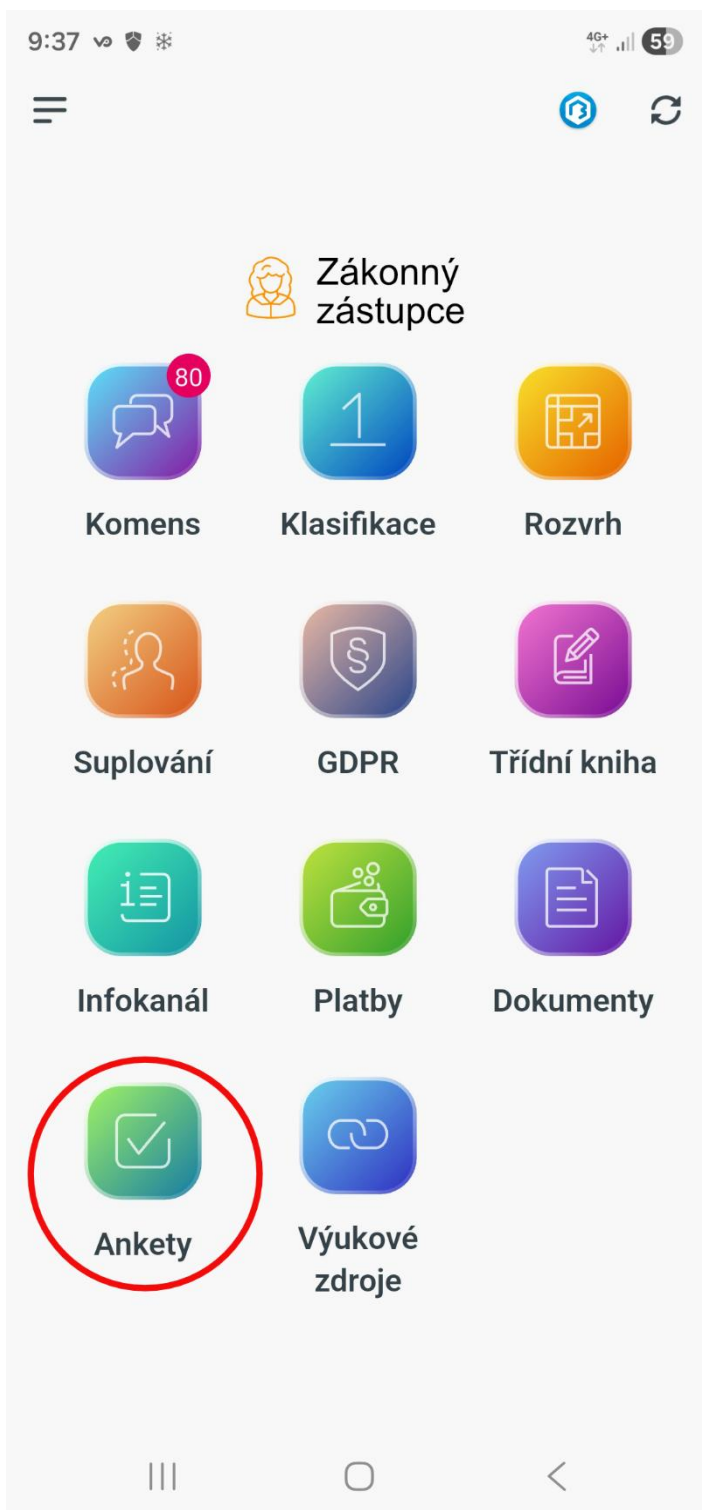 9:37
4G+
59
Zákonný
zástupce
80
1
Komens
Klasifikace
Rozvrh
§
Suplování
GDPR
Třídní kniha
Infokanál
Platby
Dokumenty
Ankety
Výukové
zdroje